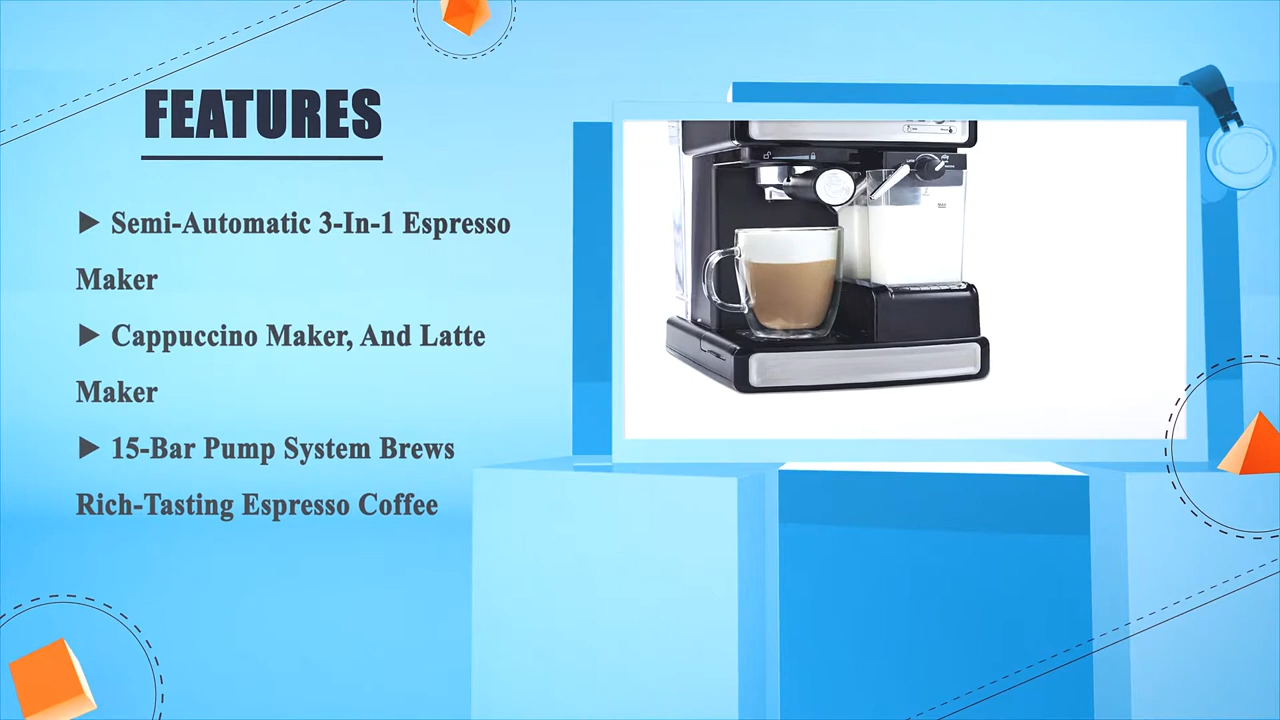 FEATURES
▶ Semi-Automatic 3-In-1 Espresso
Maker
▶ Cappuccino Maker, And Latte
Maker
▶ 15-Bar Pump System Brews
Rich-Tasting Espresso Coffee
MAX